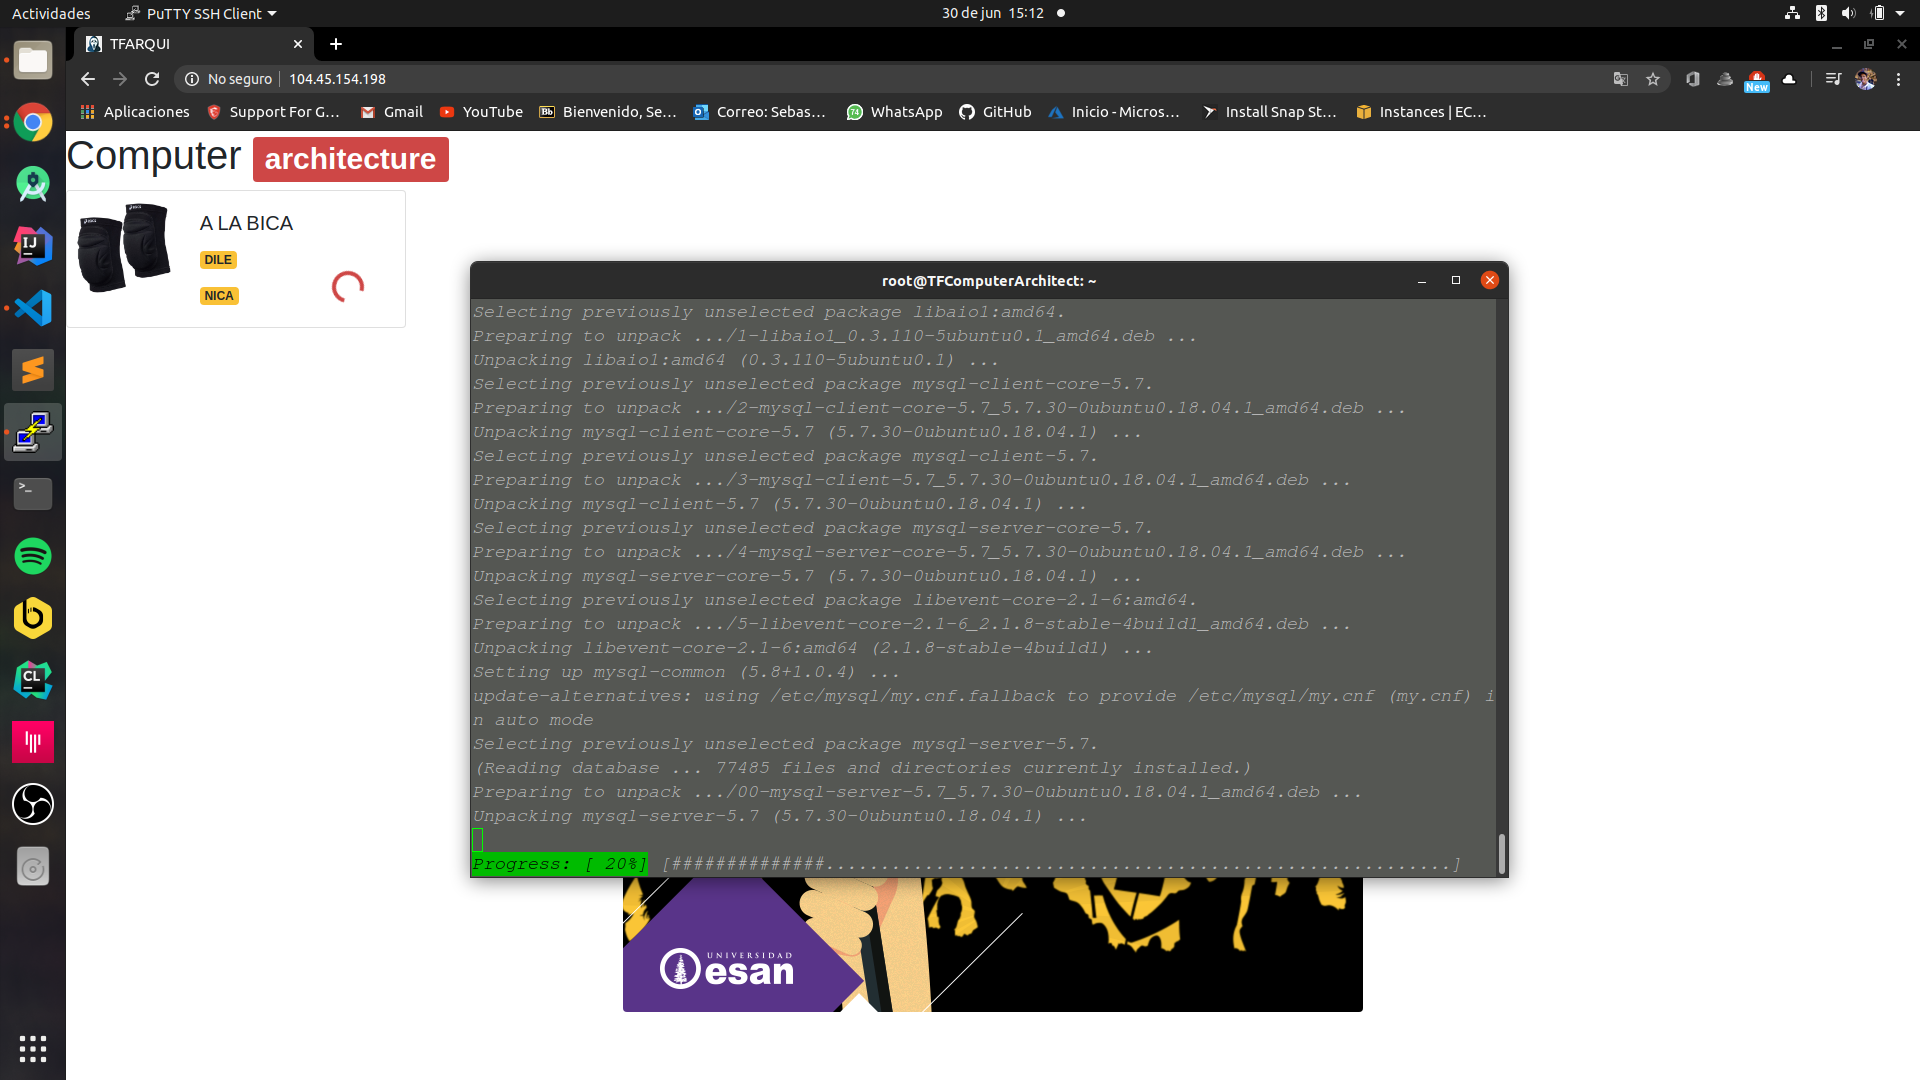 Actividades
PuTTY SSH Client
30 de jun 15:12
TFARQUI
No seguro
104.45.154.198
New
Aplicaciones
Support For G...
Gmail
YouTube
Bb
Bienvenido, Se...
Correo: Sebas...
74
WhatsApp
GitHub
Inicio - Micros...
Install Snap St...
Instances | EC...
Computer architecture
A LA BICA
DILE
NICA
IJ
CL
>_
root@TFComputerArchitect: ~
Selecting previously unselected package libaio1:amd64.
Preparing to unpack .../1-libaio1_0.3.110-5ubuntu0.1_amd64.deb ...
Unpacking libaio1:amd64 (0.3.110-5ubuntu0.1) ...
Selecting previously unselected package mysql-client-core-5.7.
Preparing to unpack .../2-mysql-client-core-5.7_5.7.30-0ubuntu0.18.04.1_amd64.deb ...
Unpacking mysql-client-core-5.7 (5.7.30-0ubuntu0.18.04.1) ...
Selecting previously unselected package mysql-client-5.7.
Preparing to unpack .../3-mysql-client-5.7_5.7.30-0ubuntu0.18.04.1_amd64.deb ...
Unpacking mysql-client-5.7 (5.7.30-0ubuntu0.18.04.1) ...
Selecting previously unselected package mysql-server-core-5.7.
Preparing to unpack .../4-mysql-server-core-5.7_5.7.30-0ubuntu0.18.04.1_amd64.deb ...
Unpacking mysql-server-core-5.7 (5.7.30-0ubuntu0.18.04.1) ...
Selecting previously unselected package libevent-core-2.1-6:amd64.
Preparing to unpack .../5-libevent-core-2.1-6_2.1.8-stable-4build1_amd64.deb ...
Unpacking libevent-core-2.1-6:amd64 (2.1.8-stable-4build1) ...
Setting up mysql-common (5.8+1.0.4) ...
update-alternatives: using /etc/mysql/my.cnf.fallback to provide /etc/mysql/my.cnf (my.cnf) i
n auto mode
Selecting previously unselected package mysql-server-5.7.
(Reading database ... 77485 files and directories currently installed.)
Preparing to unpack .../00-mysql-server-5.7_5.7.30-0ubuntu0.18.04.1_amd64.deb ...
Unpacking mysql-server-5.7 (5.7.30-0ubuntu0.18.04.1) ...
Progress: [ 20%] [##############.........................................................]
UNIVERSIDAD
esan